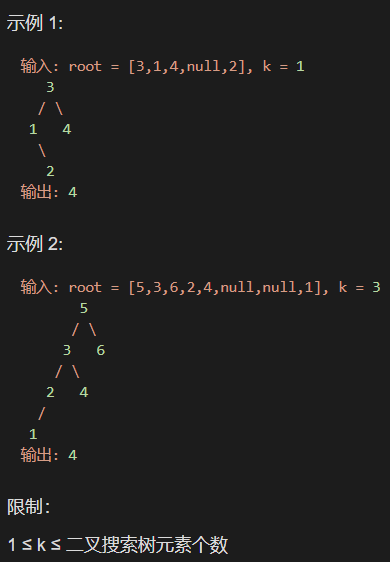 示例 1:
输入: root = [3,1,4,null,2], k = 1
3
/ \
1 4
\
2
输出: 4
示例 2:
输入: root = [5,3,6,2,4,null,null,1], k = 3
5
/ \
3 6
/ \
2 4
/
1
输出: 4
限制：
1 ≤ k ≤ 二叉搜索树元素个数